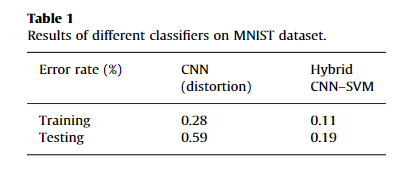 Table 1
Results of different classifiers on MNIST dataset.
Error rate (%) CNN Hybrid
(distortion) CNN–SVM
Training 0.28 0.11
Testing 0.59 0.19